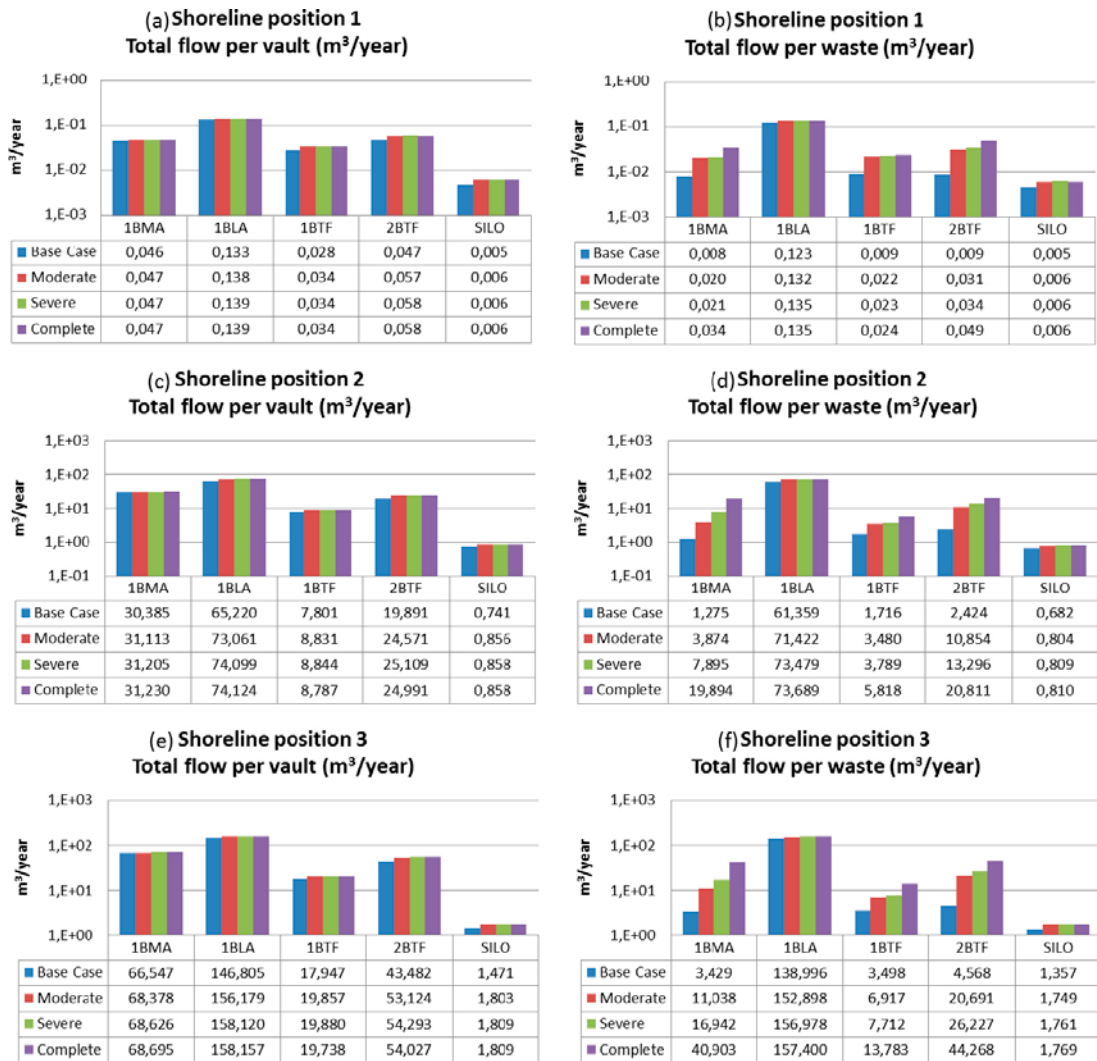 (a) Shoreline position 1
Total flow per vault (m³/year)
m³/year
1,E+00
1,E-01
1,E-02
1,E-03
1BMA 1BLA 1BTF 2BTF SILO
Base Case 0,046 0,133 0,028 0,047 0,005
Moderate 0,047 0,138 0,034 0,057 0,006
Severe 0,047 0,139 0,034 0,058 0,006
Complete 0,047 0,139 0,034 0,058 0,006
(b) Shoreline position 1
Total flow per waste (m³/year)
m³/year
1,E+00
1,E-01
1,E-02
1,E-03
1BMA 1BLA 1BTF 2BTF SILO
Base Case 0,008 0,123 0,009 0,009 0,005
Moderate 0,020 0,132 0,022 0,031 0,006
Severe 0,021 0,135 0,023 0,034 0,006
Complete 0,034 0,135 0,024 0,049 0,006
(c) Shoreline position 2
Total flow per vault (m³/year)
m³/year
1,E+03
1,E+02
1,E+01
1,E+00
1,E-01
1BMA 1BLA 1BTF 2BTF SILO
Base Case 30,385 65,220 7,801 19,891 0,741
Moderate 31,113 73,061 8,831 24,571 0,856
Severe 31,205 74,099 8,844 25,109 0,858
Complete 31,230 74,124 8,787 24,991 0,858
(d) Shoreline position 2
Total flow per waste (m³/year)
m³/year
1,E+03
1,E+02
1,E+01
1,E+00
1,E-01
1BMA 1BLA 1BTF 2BTF SILO
Base Case 1,275 61,359 1,716 2,424 0,682
Moderate 3,874 71,422 3,480 10,854 0,804
Severe 7,895 73,479 3,789 13,296 0,809
Complete 19,894 73,689 5,818 20,811 0,810
(e) Shoreline position 3
Total flow per vault (m³/year)
m³/year
1,E+03
1,E+02
1,E+01
1,E+00
1BMA 1BLA 1BTF 2BTF SILO
Base Case 66,547 146,805 17,947 43,482 1,471
Moderate 68,378 156,179 19,857 53,124 1,803
Severe 68,626 158,120 19,880 54,293 1,809
Complete 68,695 158,157 19,738 54,027 1,809
(f) Shoreline position 3
Total flow per waste (m³/year)
m³/year
1,E+03
1,E+02
1,E+01
1,E+00
1BMA 1BLA 1BTF 2BTF SILO
Base Case 3,429 138,996 3,498 4,568 1,357
Moderate 11,038 152,898 6,917 20,691 1,749
Severe 16,942 156,978 7,712 26,227 1,761
Complete 40,903 157,400 13,783 44,268 1,769